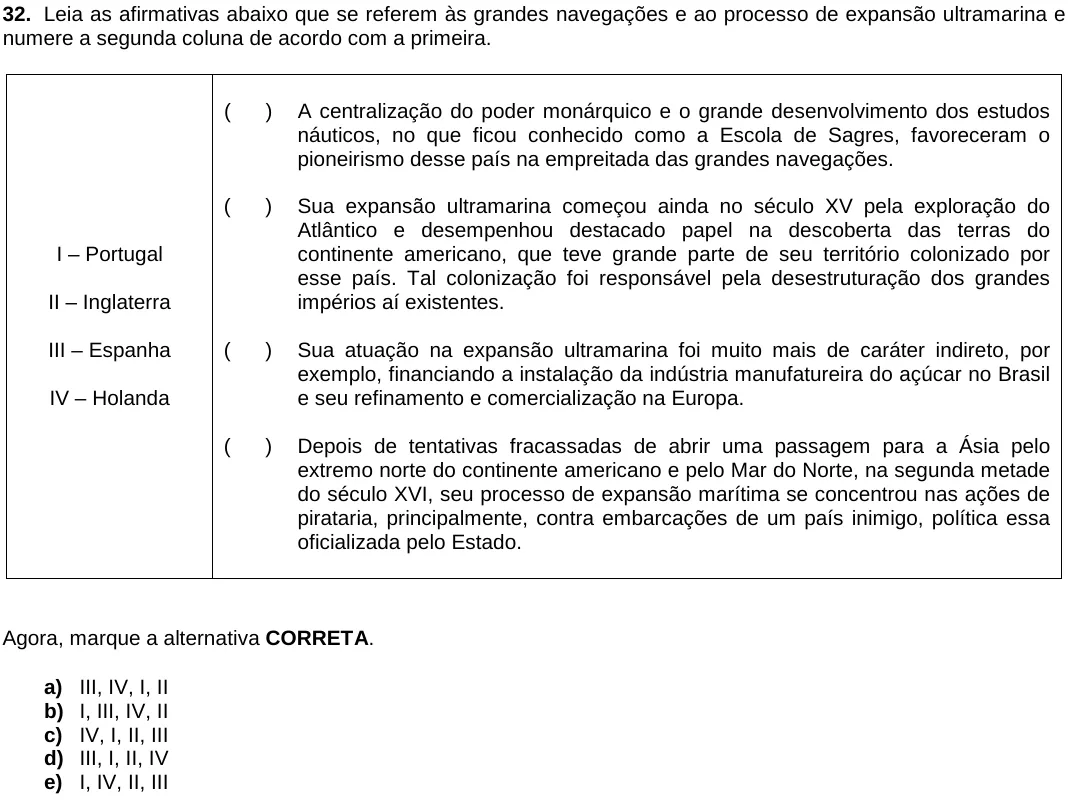 32. Leia as afirmativas abaixo que se referem às grandes navegações e ao processo de expansão ultramarina e
numere a segunda coluna de acordo com a primeira.
I – Portugal
II – Inglaterra
III – Espanha
IV – Holanda
( ) A centralização do poder monárquico e o grande desenvolvimento dos estudos
náuticos, no que ficou conhecido como a Escola de Sagres, favoreceram o
pioneirismo desse país na empreitada das grandes navegações.
( ) Sua expansão ultramarina começou ainda no século XV pela exploração do
Atlântico e desempenhou destacado papel na descoberta das terras do
continente americano, que teve grande parte de seu território colonizado por
esse país. Tal colonização foi responsável pela desestruturação dos grandes
impérios aí existentes.
( ) Sua atuação na expansão ultramarina foi muito mais de caráter indireto, por
exemplo, financiando a instalação da indústria manufatureira do açúcar no Brasil
e seu refinamento e comercialização na Europa.
( ) Depois de tentativas fracassadas de abrir uma passagem para a Ásia pelo
extremo norte do continente americano e pelo Mar do Norte, na segunda metade
do século XVI, seu processo de expansão marítima se concentrou nas ações de
pirataria, principalmente, contra embarcações de um país inimigo, política essa
oficializada pelo Estado.
Agora, marque a alternativa CORRETA.
a) III, IV, I, II
b) I, III, IV, II
c) IV, I, II, III
d) III, I, II, IV
e) I, IV, II, III